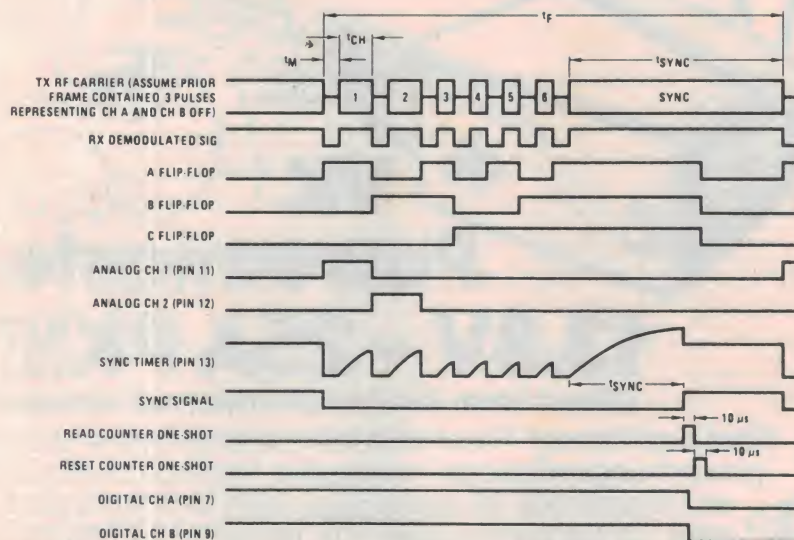 tF
tCH
tM
tSYNC
TX RF CARRIER (ASSUME PRIOR
FRAME CONTAINED 3 PULSES
REPRESENTING CH A AND CH B OFF)
1 2 3 4 5 6 SYNC
RX DEMODULATED SIG
A FLIP-FLOP
B FLIP-FLOP
C FLIP-FLOP
ANALOG CH 1 (PIN 11)
ANALOG CH 2 (PIN 12)
SYNC TIMER (PIN 13)
tSYNC
SYNC SIGNAL
10 µs
READ COUNTER ONE-SHOT
10 µs
RESET COUNTER ONE-SHOT
DIGITAL CH A (PIN 7)
DIGITAL CH B (PIN 9)